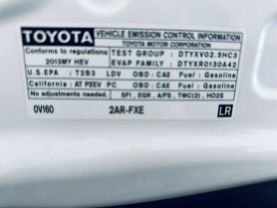 TOYOTA
VEHICLE EMISSION CONTROL INFORMATION
TOYOTA MOTOR CORPORATION
Conforms to regulations
2013MY HEV
TEST GROUP : DTYXV02.5HC3
EVAP FAMILY : DTYXR0130A42
U.S.EPA : T2B3 LDV OBD : CAE Fuel : Gasoline
California : AT PZEV PC OBD : CAE Fuel : Gasoline
No adjustments needed.
SFI , EGR , A/FS , TWC(2) , HO2S
0V160 2AR-FXE LR